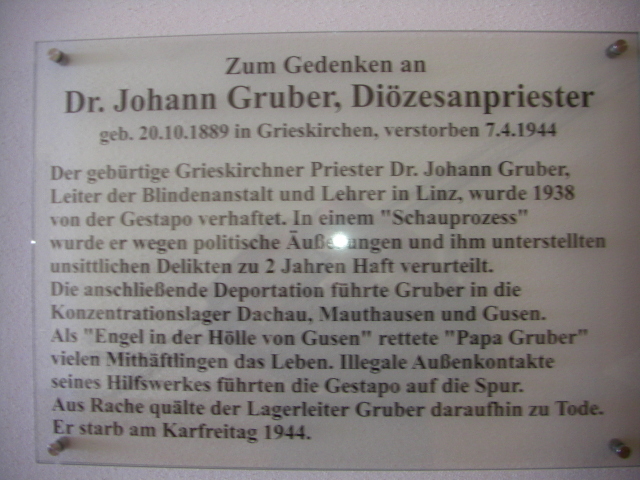 Zum Gedenken an
Dr. Johann Gruber, Diözesanpriester
geb. 20.10.1889 in Grieskirchen, verstorben 7.4.1944
Der gebürtige Grieskirchner Priester Dr. Johann Gruber,
Leiter der Blindenanstalt und Lehrer in Linz, wurde 1938
von der Gestapo verhaftet. In einem "Schauprozess"
wurde er wegen politische Äußerungen und ihm unterstellten
unsittlichen Delikten zu 2 Jahren Haft verurteilt.
Die anschließende Deportation führte Gruber in die
Konzentrationslager Dachau, Mauthausen und Gusen.
Als "Engel in der Hölle von Gusen" rettete "Papa Gruber"
vielen Mithäftlingen das Leben. Illegale Außenkontakte
seines Hilfswerkes führten die Gestapo auf die Spur.
Aus Rache quälte der Lagerleiter Gruber daraufhin zu Tode.
Er starb am Karfreitag 1944.